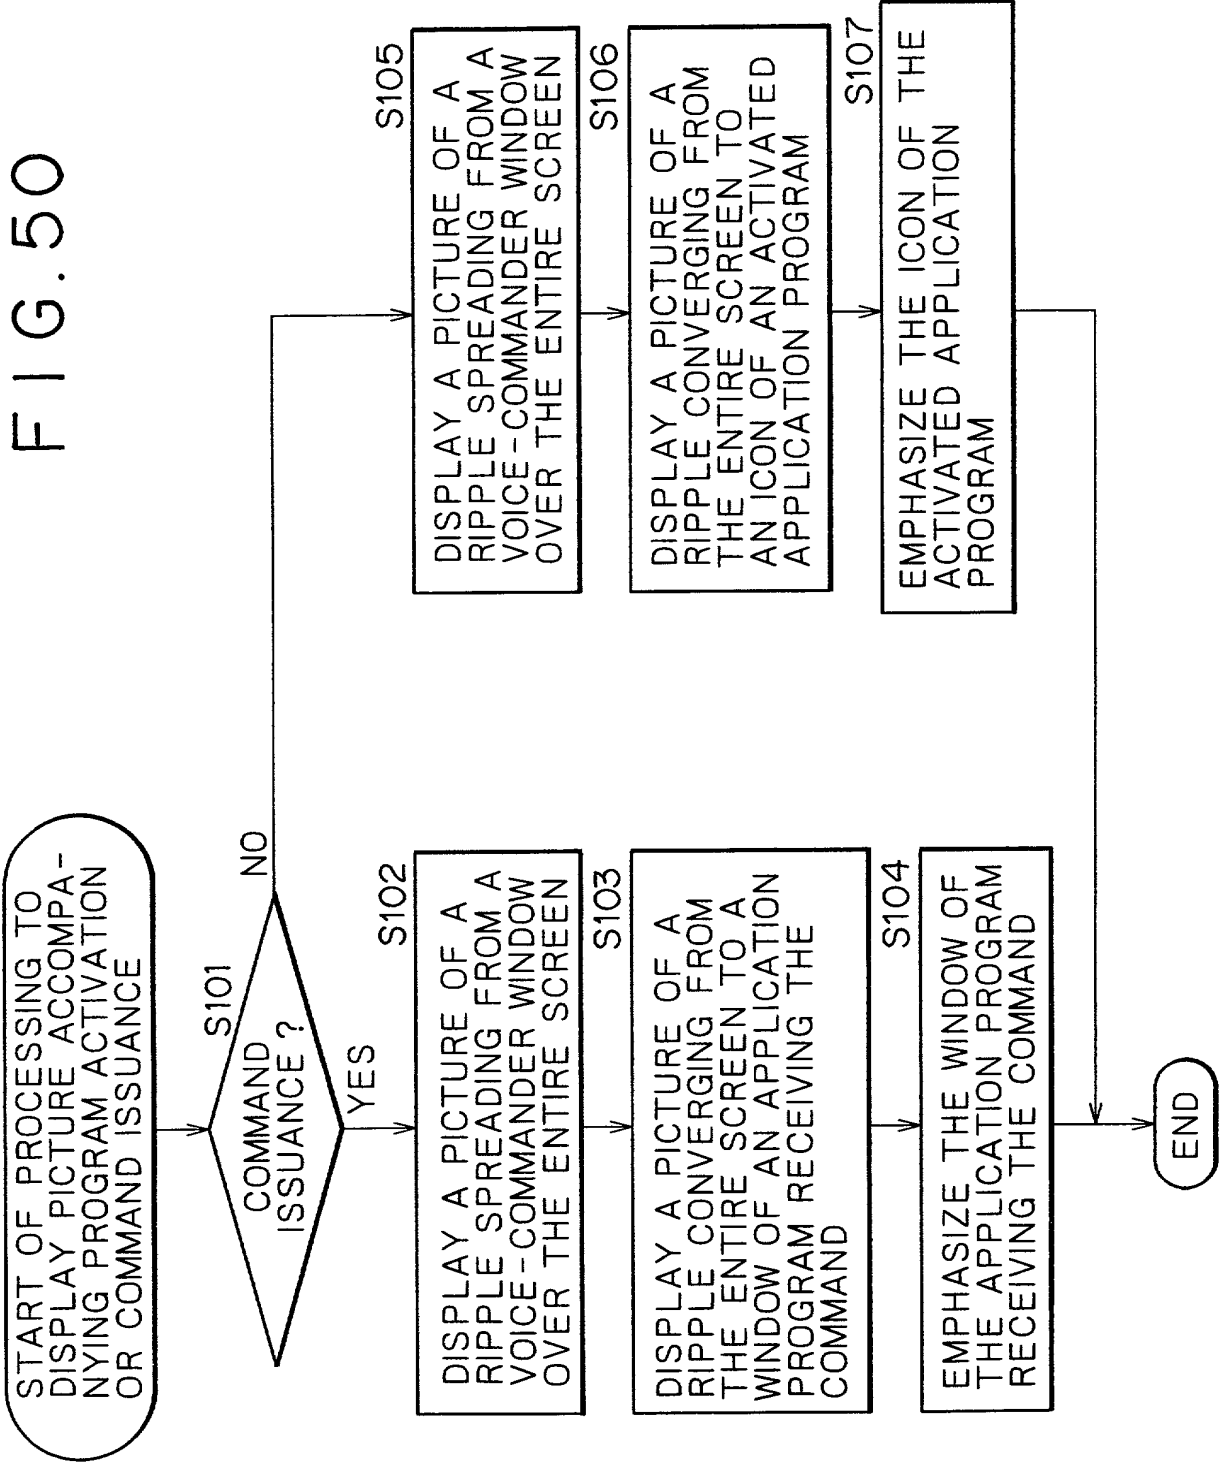 FIG.50
START OF PROCESSING TO
DISPLAY PICTURE ACCOMPA-
NYING PROGRAM ACTIVATION
OR COMMAND ISSUANCE
S101
COMMAND
ISSUANCE ?
NO
YES
S102
DISPLAY A PICTURE OF A
RIPPLE SPREADING FROM A
VOICE-COMMANDER WINDOW
OVER THE ENTIRE SCREEN
S103
DISPLAY A PICTURE OF A
RIPPLE CONVERGING FROM
THE ENTIRE SCREEN TO A
WINDOW OF AN APPLICATION
PROGRAM RECEIVING THE
COMMAND
S104
EMPHASIZE THE WINDOW OF
THE APPLICATION PROGRAM
RECEIVING THE COMMAND
S105
DISPLAY A PICTURE OF A
RIPPLE SPREADING FROM A
VOICE-COMMANDER WINDOW
OVER THE ENTIRE SCREEN
S106
DISPLAY A PICTURE OF A
RIPPLE CONVERGING FROM
THE ENTIRE SCREEN TO
AN ICON OF AN ACTIVATED
APPLICATION PROGRAM
S107
EMPHASIZE THE ICON OF THE
ACTIVATED APPLICATION
PROGRAM
END